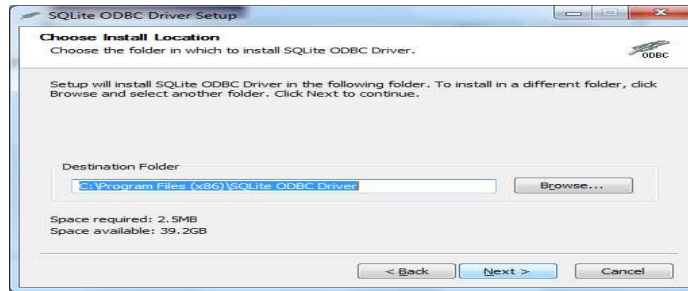 SQLite ODBC Driver Setup
Choose Install Location
Choose the folder in which to install SQLite ODBC Driver.
ODBC
Setup will install SQLite ODBC Driver in the following folder. To install in a different folder, click
Browse and select another folder. Click Next to continue.
Destination Folder
C:\Program Files (x86)\SQLite ODBC Driver
Browse...
Space required: 2.5MB
Space available: 39.2GB
< Back
Next >
Cancel